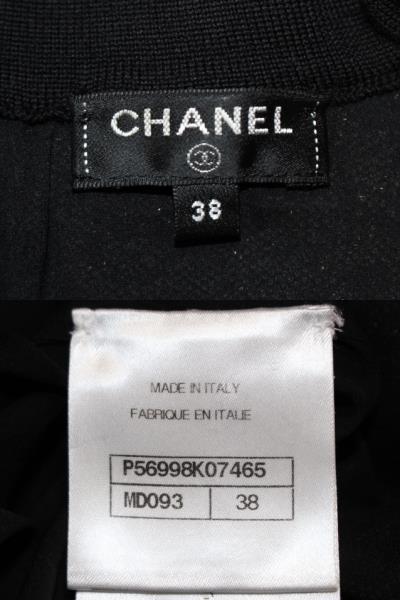 CHANEL
38
MADE IN ITALY
FABRIQUE EN ITALIE
P56998K07465
MD093 38